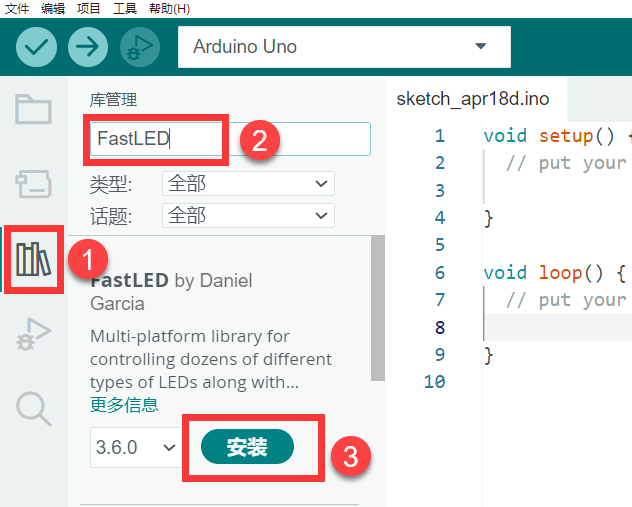 文件 编辑 项目 工具 帮助(H)
Arduino Uno
库管理
FastLED
2
类型: 全部
话题: 全部
1
FastLED by Daniel
Garcia
Multi-platform library for
controlling dozens of different
types of LEDs along with...
更多信息
3.6.0 安装
3
sketch_apr18d.ino
1 void setup() {
2 // put your
3
4 }
5
6 void loop() {
7 // put your
8
9 }
10